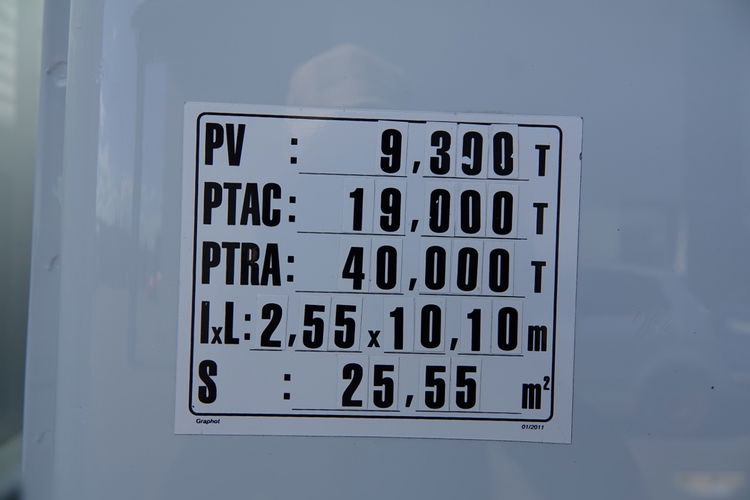 PV : 9,300 T
PTAC: 19,000 T
PTRA: 40,000 T
lxL: 2,55 x 10,10 m
S : 25,55 m²
Graphot 01/2011